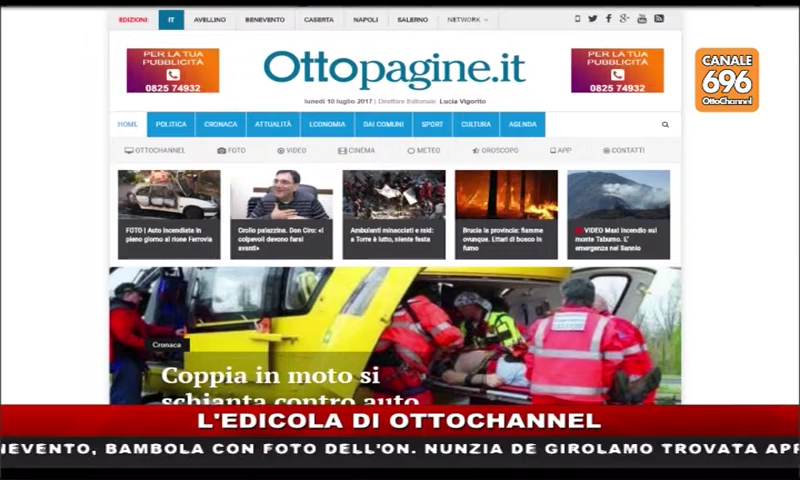 EDIZIONI: IT AVELLINO BENEVENTO CASERTA NAPOLI SALERNO NETWORK
PER LA TUA
PUBBLICITÀ
0825 74932
Ottopagine.it
lunedì 10 luglio 2017 | Direttore Editoriale Lucia Vigorito
PER LA TUA
PUBBLICITÀ
0825 74932
CANALE
696
OttoChannel
HOME POLITICA CRONACA ATTUALITÀ ECONOMIA DAI COMUNI SPORT CULTURA AGENDA
OTTOCHANNEL FOTO VIDEO CINEMA METEO OROSCOPO APP CONTATTI
FOTO | Auto incendiata in
pieno giorno al rione Ferrovia
Crollo palazzina. Don Ciro: «I
colpevoli devono farsi
avanti»
Ambulanti minacciati e raid:
a Torre è lutto, niente festa
Brucia la provincia: fiamme
ovunque. Ettari di bosco in
fumo
VIDEO Maxi incendio sul
monte Taburno. E'
emergenza nel Sannio
Cronaca
Coppia in moto si
schianta contro auto
L'EDICOLA DI OTTOCHANNEL
NEVENTO, BAMBOLA CON FOTO DELL'ON. NUNZIA DE GIROLAMO TROVATA APP